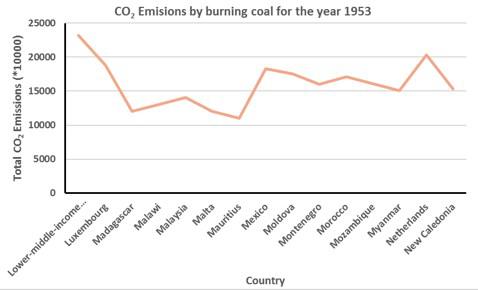 CO₂ Emisions by burning coal for the year 1953
Total CO₂ Emissions (*10000)
25000
20000
15000
10000
5000
0
Lower-middle-income...
Luxembourg
Madagascar
Malawi
Malaysia
Malta
Mauritius
Mexico
Moldova
Montenegro
Morocco
Mozambique
Myanmar
Netherlands
New Caledonia
Country